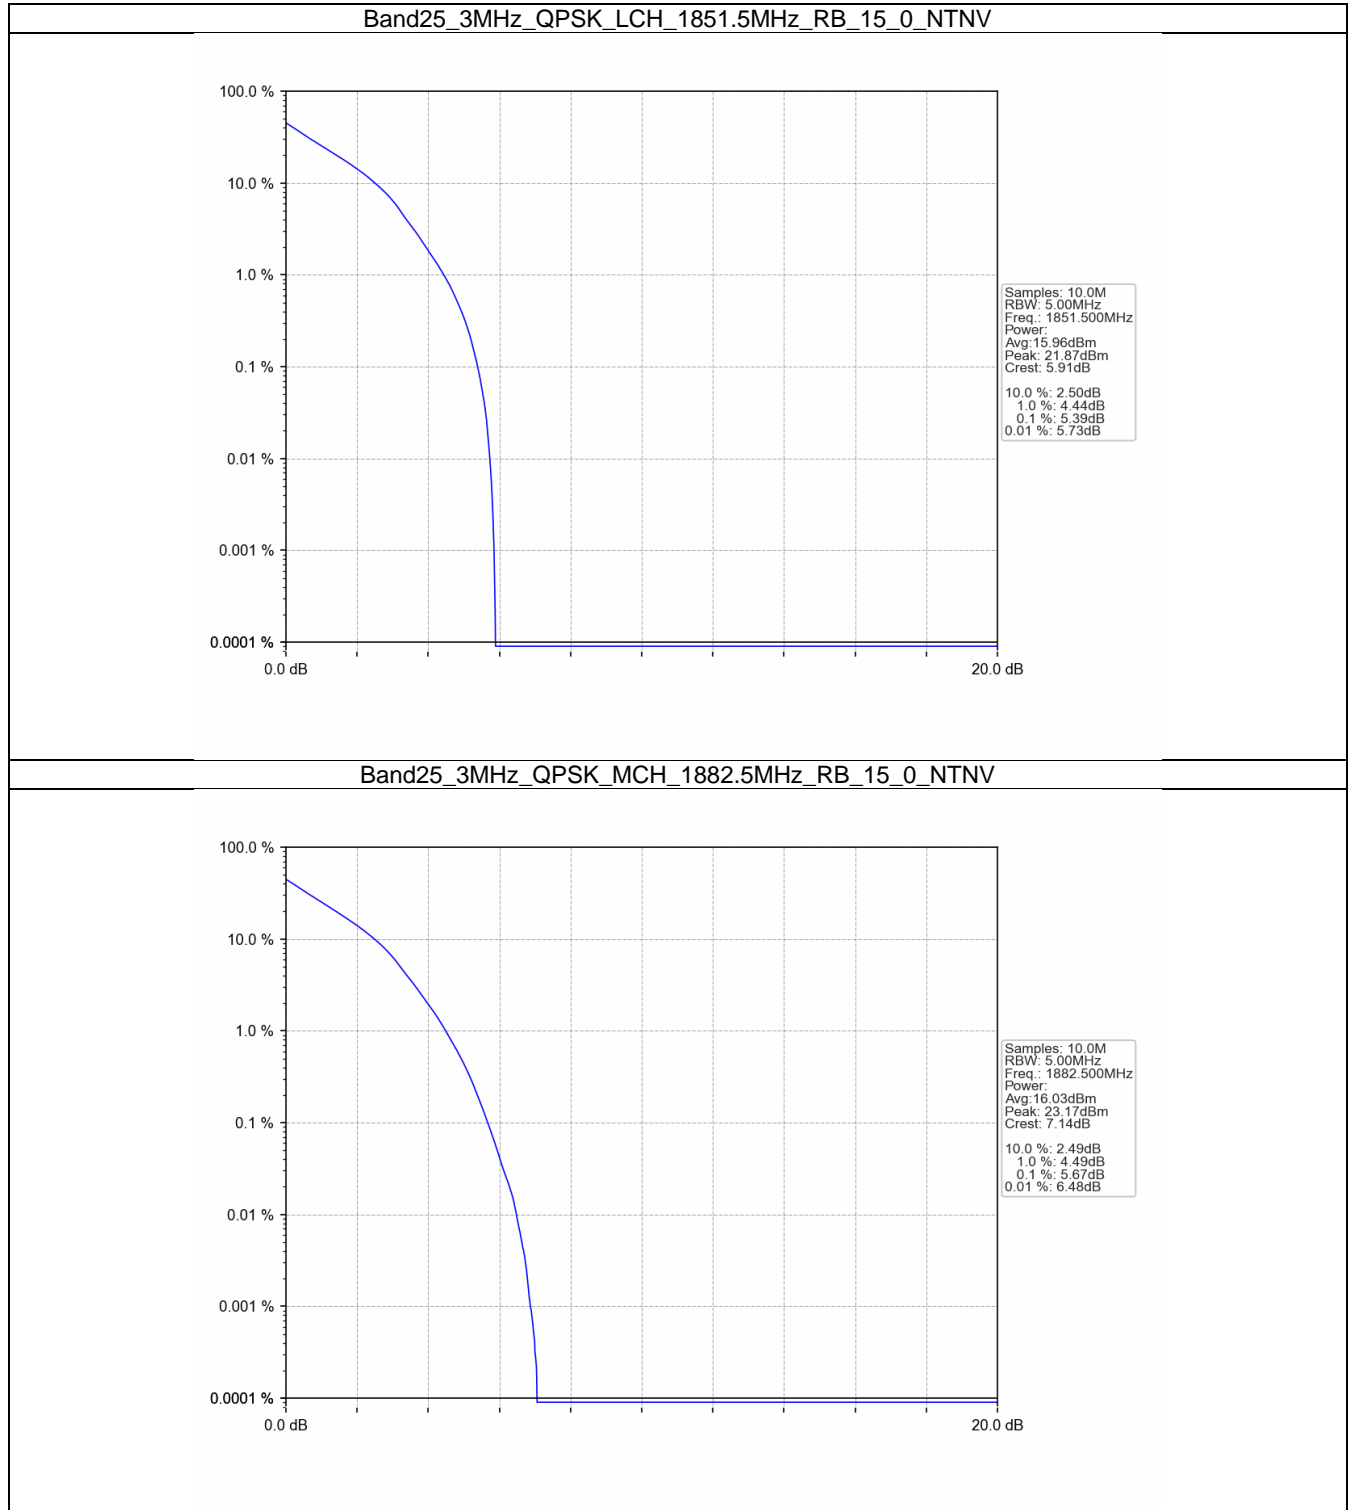 Band25_3MHz_QPSK_LCH_1851.5MHz_RB_15_0_NTNV
100.0 %
10.0 %
1.0 %
0.1 %
0.01 %
0.001 %
0.0001 %
0.0 dB
20.0 dB
Samples: 10.0M
RBW: 5.00MHz
Freq.: 1851.500MHz
Power:
Avg:15.96dBm
Peak: 21.87dBm
Crest: 5.91dB
10.0 %: 2.50dB
1.0 %: 4.44dB
0.1 %: 5.39dB
0.01 %: 5.73dB
Band25_3MHz_QPSK_MCH_1882.5MHz_RB_15_0_NTNV
100.0 %
10.0 %
1.0 %
0.1 %
0.01 %
0.001 %
0.0001 %
0.0 dB
20.0 dB
Samples: 10.0M
RBW: 5.00MHz
Freq.: 1882.500MHz
Power:
Avg:16.03dBm
Peak: 23.17dBm
Crest: 7.14dB
10.0 %: 2.49dB
1.0 %: 4.49dB
0.1 %: 5.67dB
0.01 %: 6.48dB